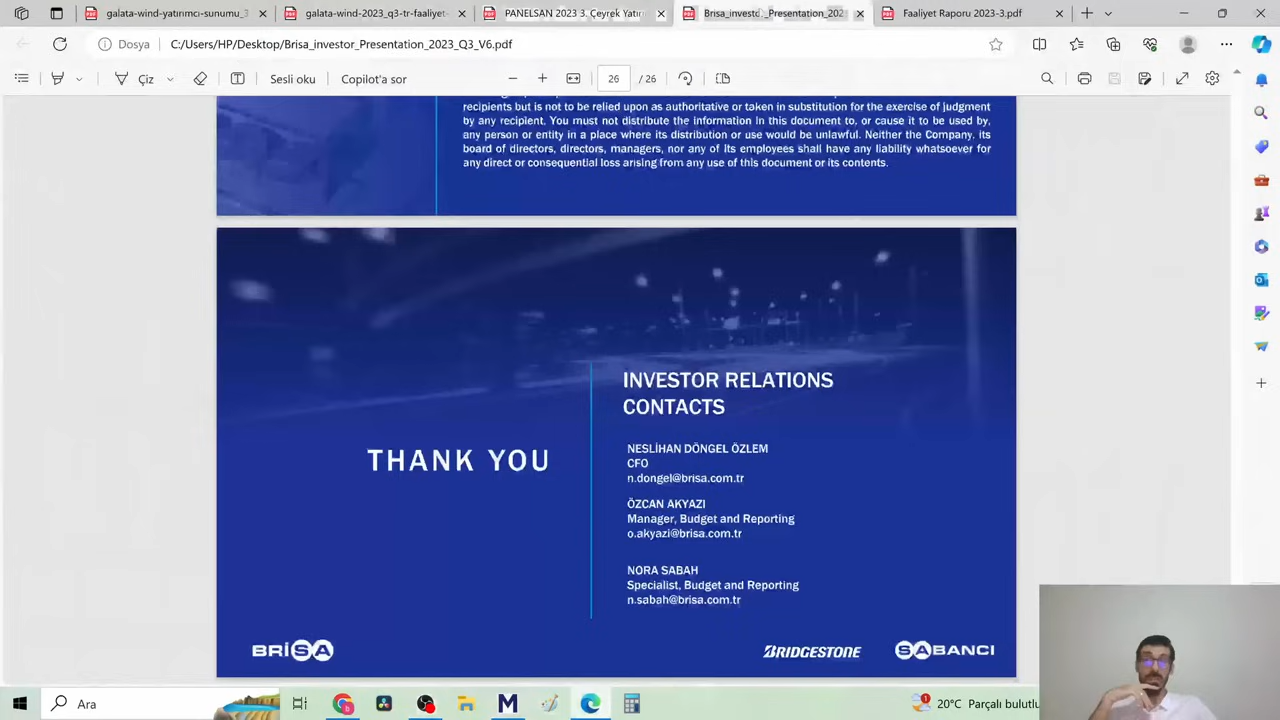 galata-wind-yatırımcı-sunumu_3
galata-wind-2023_q3-tr-faaliyet-
PANELSAN 2023 3. Çeyrek Yatırı
Brisa_investor_Presentation_202
Faaliyet Raporu 2023-3.pdf
Dosya
C:/Users/HP/Desktop/Brisa_investor_Presentation_2023_Q3_V6.pdf
Çiz
Sesli oku
Copilot'a sor
26 / 26
recipients but is not to be relied upon as authoritative or taken in substitution for the exercise of judgment
by any recipient. You must not distribute the information in this document to, or cause it to be used by,
any person or entity in a place where its distribution or use would be unlawful. Neither the Company, its
board of directors, directors, managers, nor any of its employees shall have any liability whatsoever for
any direct or consequential loss arising from any use of this document or its contents.
THANK YOU
INVESTOR RELATIONS
CONTACTS
NESLİHAN DÖNGEL ÖZLEM
CFO
n.dongel@brisa.com.tr
ÖZCAN AKYAZI
Manager, Budget and Reporting
o.akyazi@brisa.com.tr
NORA SABAH
Specialist, Budget and Reporting
n.sabah@brisa.com.tr
BRİSA
BRIDGESTONE
SABANCI
Ara
1
20°C Parçalı bulutlu